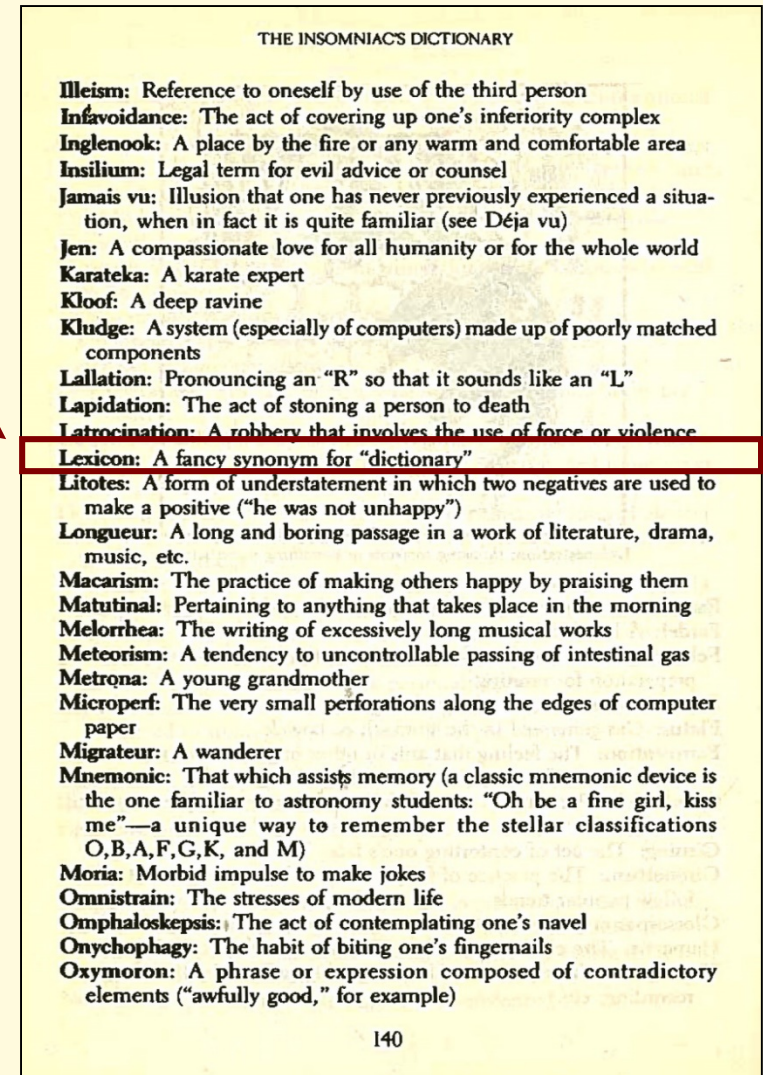 THE INSOMNIAC'S DICTIONARY
Illeism: Reference to oneself by use of the third person
Infavoidance: The act of covering up one's inferiority complex
Inglenook: A place by the fire or any warm and comfortable area
Insilium: Legal term for evil advice or counsel
Jamais vu: Illusion that one has never previously experienced a situa-
tion, when in fact it is quite familiar (see Déja vu)
Jen: A compassionate love for all humanity or for the whole world
Karateka: A karate expert
Kloof: A deep ravine
Kludge: A system (especially of computers) made up of poorly matched
components
Lallation: Pronouncing an "R" so that it sounds like an "L"
Lapidation: The act of stoning a person to death
Latrocination: A robbery that involves the use of force or violence
Lexicon: A fancy synonym for "dictionary"
Litotes: A form of understatement in which two negatives are used to
make a positive ("he was not unhappy")
Longueur: A long and boring passage in a work of literature, drama,
music, etc.
Macarism: The practice of making others happy by praising them
Matutinal: Pertaining to anything that takes place in the morning
Melorrhea: The writing of excessively long musical works
Meteorism: A tendency to uncontrollable passing of intestinal gas
Metrona: A young grandmother
Microperf: The very small perforations along the edges of computer
paper
Migrateur: A wanderer
Mnemonic: That which assists memory (a classic mnemonic device is
the one familiar to astronomy students: "Oh be a fine girl, kiss
me"—a unique way to remember the stellar classifications
O,B,A,F,G,K, and M)
Moria: Morbid impulse to make jokes
Omnistrain: The stresses of modern life
Omphaloskepsis: The act of contemplating one's navel
Onychophagy: The habit of biting one's fingernails
Oxymoron: A phrase or expression composed of contradictory
elements ("awfully good," for example)
140